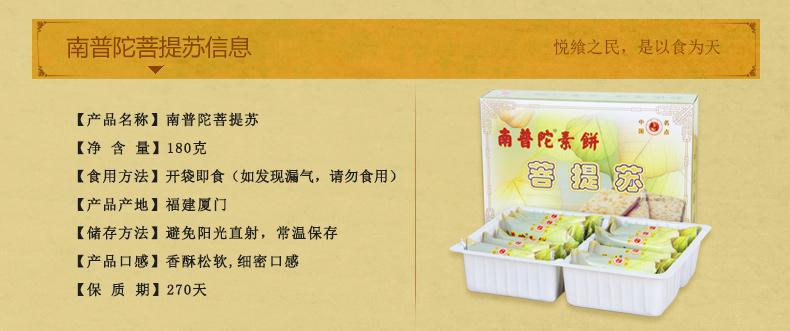 南普陀菩提苏信息
悦飨之民，是以食为天
【产品名称】南普陀菩提苏
【净 含 量】180克
【食用方法】开袋即食（如发现漏气，请勿食用）
【产品产地】福建厦门
【储存方法】避免阳光直射，常温保存
【产品口感】香酥松软,细密口感
【保 质 期】270天
南普陀素餅
中国名点
菩提苏